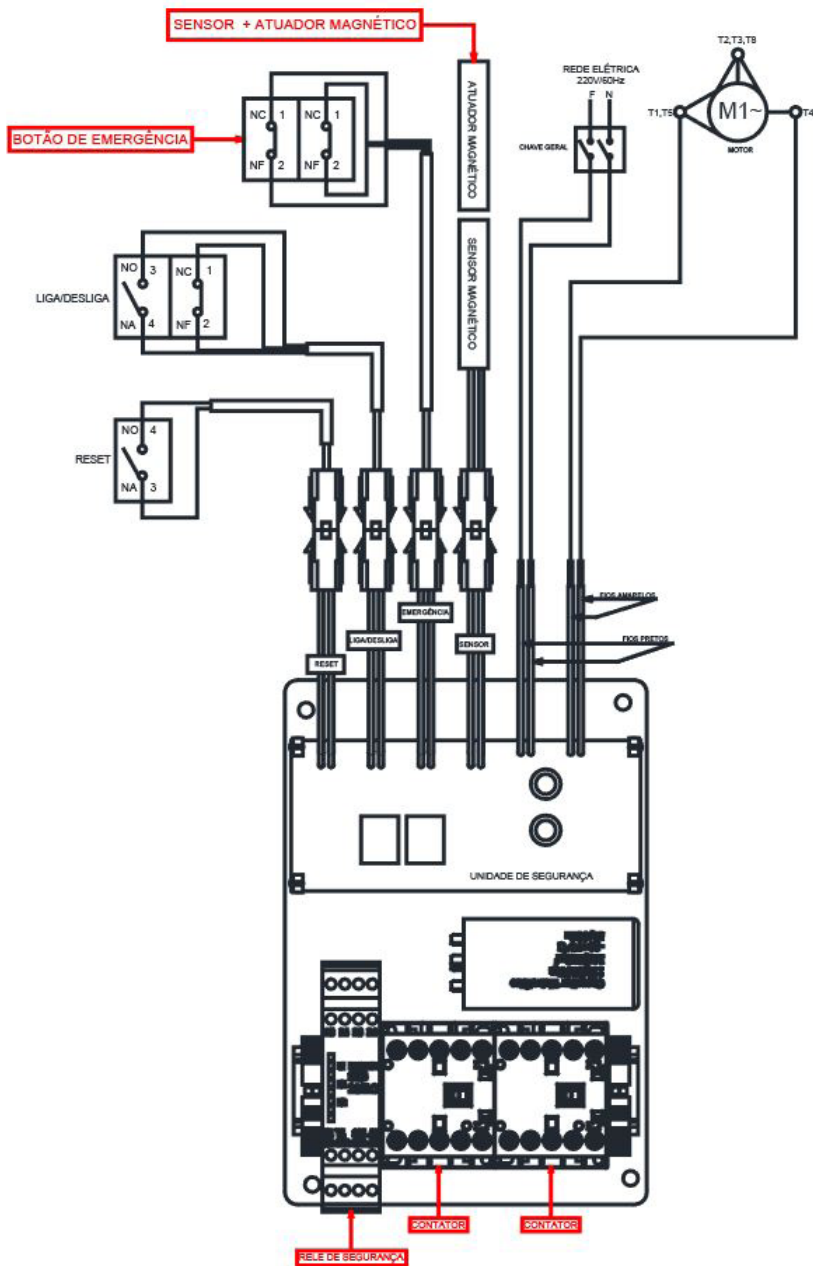 SENSOR + ATUADOR MAGNÉTICO
T2,T3,T8
REDE ELÉTRICA
220V/60Hz
F N
T1,T5
M1~
T4
MOTOR
CHAVE GERAL
ATUADOR MAGNÉTICO
NC 1
NC 1
NF 2
NF 2
BOTÃO DE EMERGÊNCIA
SENSOR MAGNÉTICO
NO 3
NC 1
LIGA/DESLIGA
NA 4
NF 2
NO 4
RESET
NA 3
FIOS AMARELOS
EMERGÊNCIA
LIGA/DESLIGA
SENSOR
FIOS PRETOS
RESET
UNIDADE DE SEGURANÇA
CONTATOR
CONTATOR
RELE DE SEGURANÇA